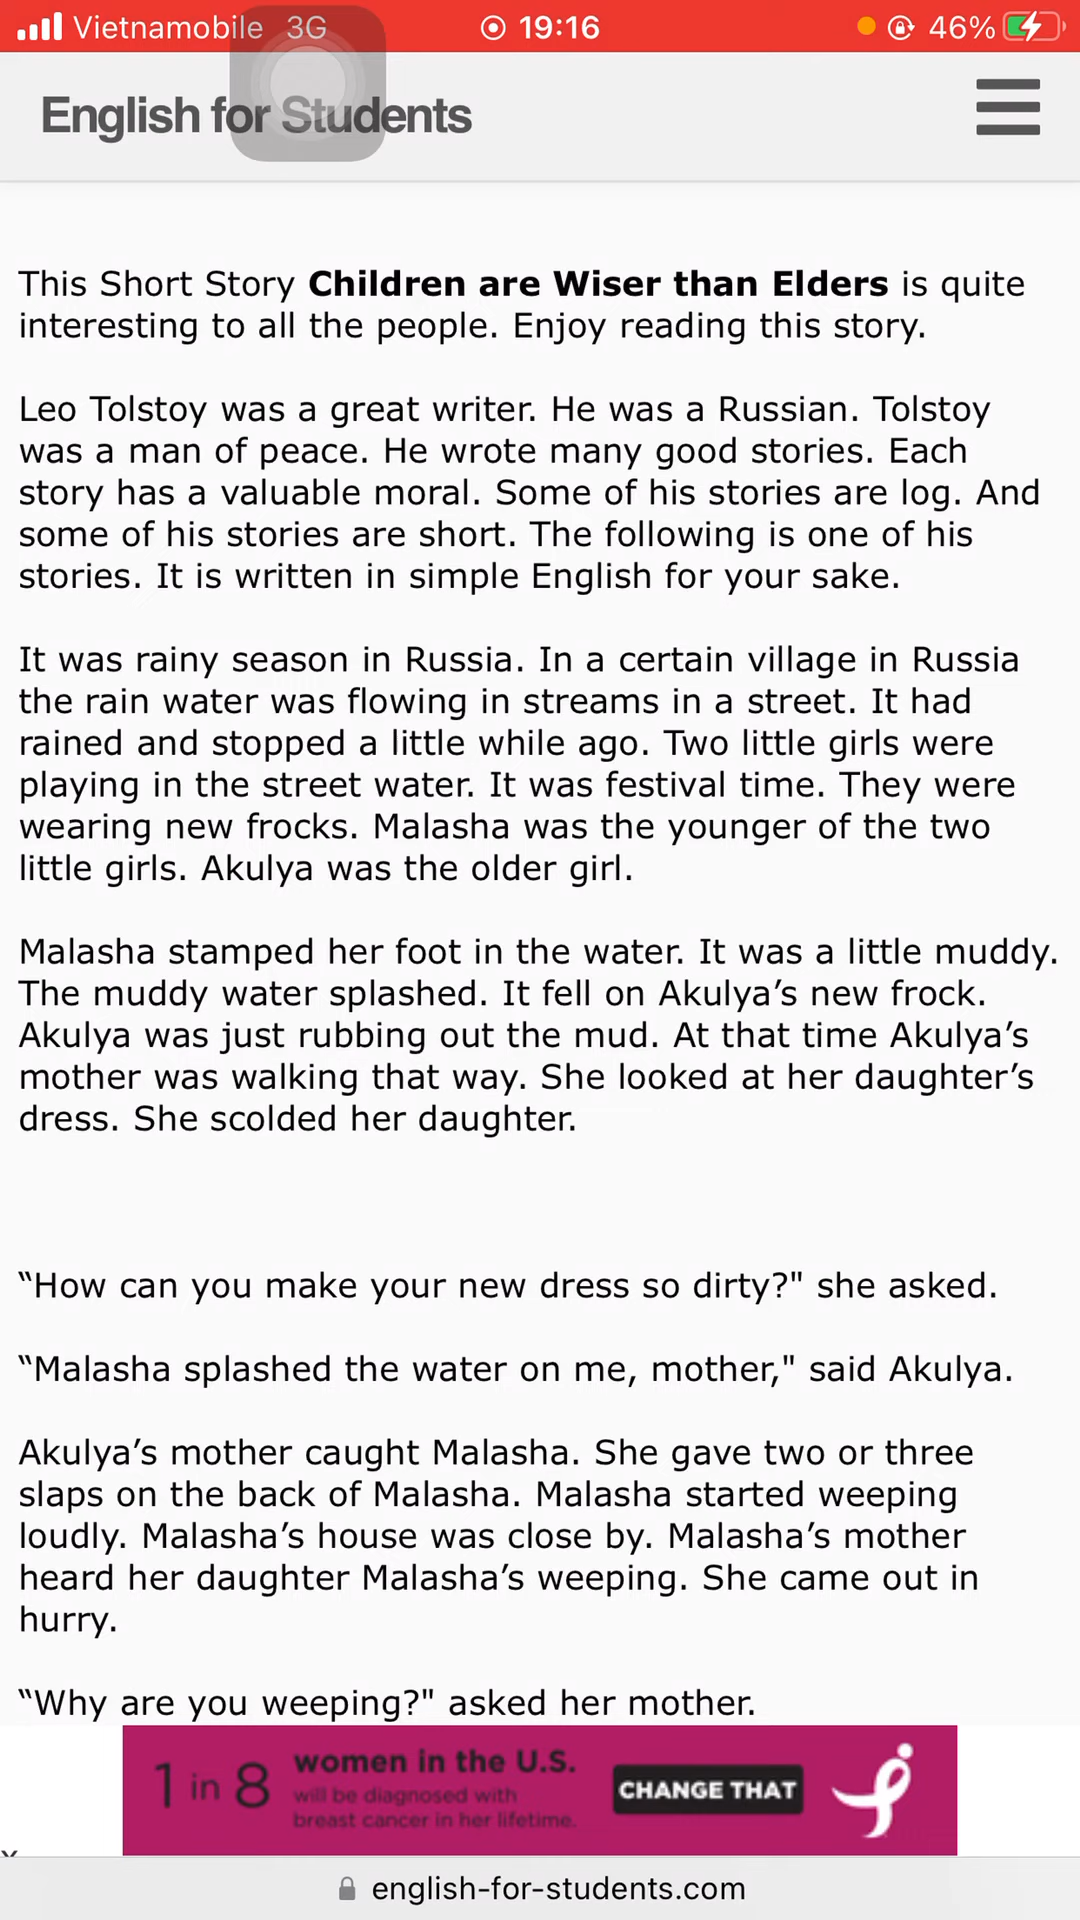 Vietnamobile 3G 19:16 46%
English for Students
This Short Story Children are Wiser than Elders is quite
interesting to all the people. Enjoy reading this story.
Leo Tolstoy was a great writer. He was a Russian. Tolstoy
was a man of peace. He wrote many good stories. Each
story has a valuable moral. Some of his stories are log. And
some of his stories are short. The following is one of his
stories. It is written in simple English for your sake.
It was rainy season in Russia. In a certain village in Russia
the rain water was flowing in streams in a street. It had
rained and stopped a little while ago. Two little girls were
playing in the street water. It was festival time. They were
wearing new frocks. Malasha was the younger of the two
little girls. Akulya was the older girl.
Malasha stamped her foot in the water. It was a little muddy.
The muddy water splashed. It fell on Akulya’s new frock.
Akulya was just rubbing out the mud. At that time Akulya’s
mother was walking that way. She looked at her daughter’s
dress. She scolded her daughter.
“How can you make your new dress so dirty?" she asked.
“Malasha splashed the water on me, mother," said Akulya.
Akulya’s mother caught Malasha. She gave two or three
slaps on the back of Malasha. Malasha started weeping
loudly. Malasha’s house was close by. Malasha’s mother
heard her daughter Malasha’s weeping. She came out in
hurry.
“Why are you weeping?" asked her mother.
1 in 8 women in the U.S.
will be diagnosed with
breast cancer in her lifetime.
CHANGE THAT
english-for-students.com